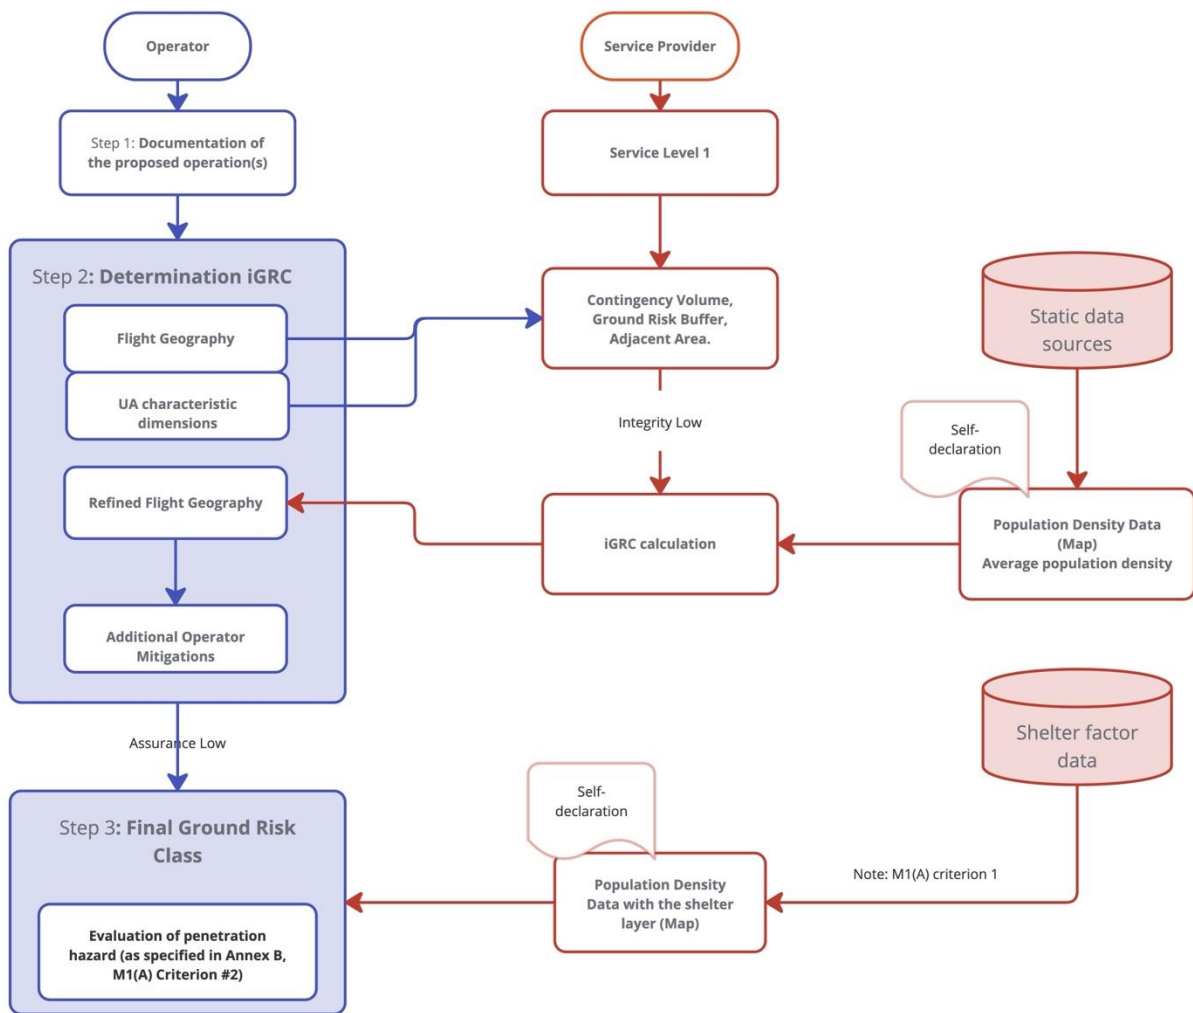 Operator
Service Provider
Step 1: Documentation of
the proposed operation(s)
Service Level 1
Step 2: Determination iGRC
Flight Geography
UA characteristic
dimensions
Contingency Volume,
Ground Risk Buffer,
Adjacent Area.
Static data
sources
Integrity Low
Self-
declaration
Refined Flight Geography
iGRC calculation
Population Density Data
(Map)
Average population density
Additional Operator
Mitigations
Assurance Low
Shelter factor
data
Self-
declaration
Step 3: Final Ground Risk
Class
Population Density
Data with the shelter
layer (Map)
Note: M1(A) criterion 1
Evaluation of penetration
hazard (as specified in Annex B,
M1(A) Criterion #2)